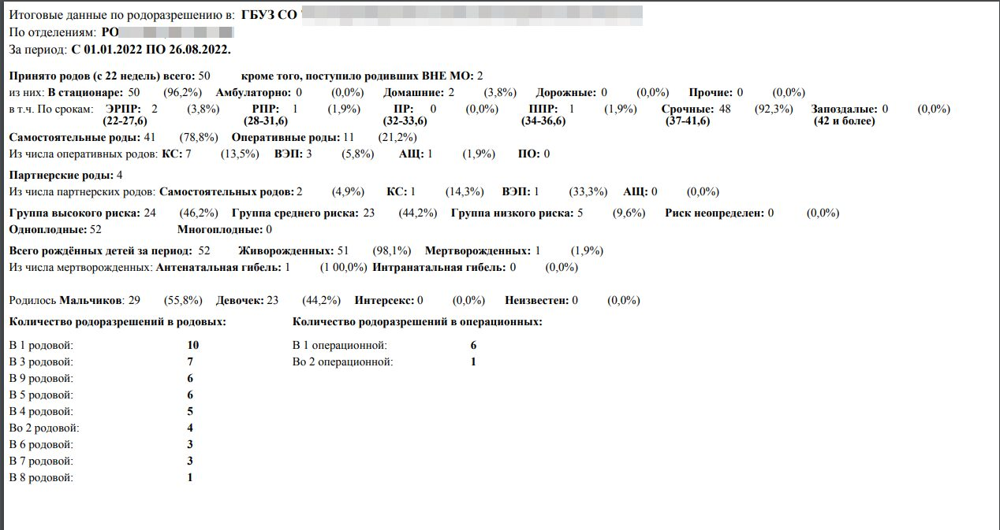 Итоговые данные по родоразрешению в: ГБУЗ СО
По отделениям: РО
За период: С 01.01.2022 ПО 26.08.2022.
Принято родов (с 22 недель) всего: 50 кроме того, поступило родивших ВНЕ МО: 2
из них: В стационаре: 50 (96,2%) Амбулаторно: 0 (0,0%) Домашние: 2 (3,8%) Дорожные: 0 (0,0%) Прочие: 0 (0,0%)
в т.ч. По срокам: ЭРПР: 2 (3,8%) РПР: 1 (1,9%) ПР: 0 (0,0%) ППР: 1 (1,9%) Срочные: 48 (92,3%) Запоздалые: 0 (0,0%)
(22-27,6) (28-31,6) (32-33,6) (34-36,6) (37-41,6) (42 и более)
Самостоятельные роды: 41 (78,8%) Оперативные роды: 11 (21,2%)
Из числа оперативных родов: КС: 7 (13,5%) ВЭП: 3 (5,8%) АЩ: 1 (1,9%) ПО: 0
Партнерские роды: 4
Из числа партнерских родов: Самостоятельных родов: 2 (4,9%) КС: 1 (14,3%) ВЭП: 1 (33,3%) АЩ: 0 (0,0%)
Группа высокого риска: 24 (46,2%) Группа среднего риска: 23 (44,2%) Группа низкого риска: 5 (9,6%) Риск неопределен: 0 (0,0%)
Одноплодные: 52 Многоплодные: 0
Всего рождённых детей за период: 52 Живорожденных: 51 (98,1%) Мертворожденных: 1 (1,9%)
Из числа мертворожденных: Антенатальная гибель: 1 (1 00,0%) Интранатальная гибель: 0 (0,0%)
Родилось Мальчиков: 29 (55,8%) Девочек: 23 (44,2%) Интерсекс: 0 (0,0%) Неизвестен: 0 (0,0%)
Количество родоразрешений в родовых: Количество родоразрешений в операционных:
В 1 родовой: 10 В 1 операционной: 6
В 3 родовой: 7 Во 2 операционной: 1
В 9 родовой: 6
В 5 родовой: 6
В 4 родовой: 5
Во 2 родовой: 4
В 6 родовой: 3
В 7 родовой: 3
В 8 родовой: 1